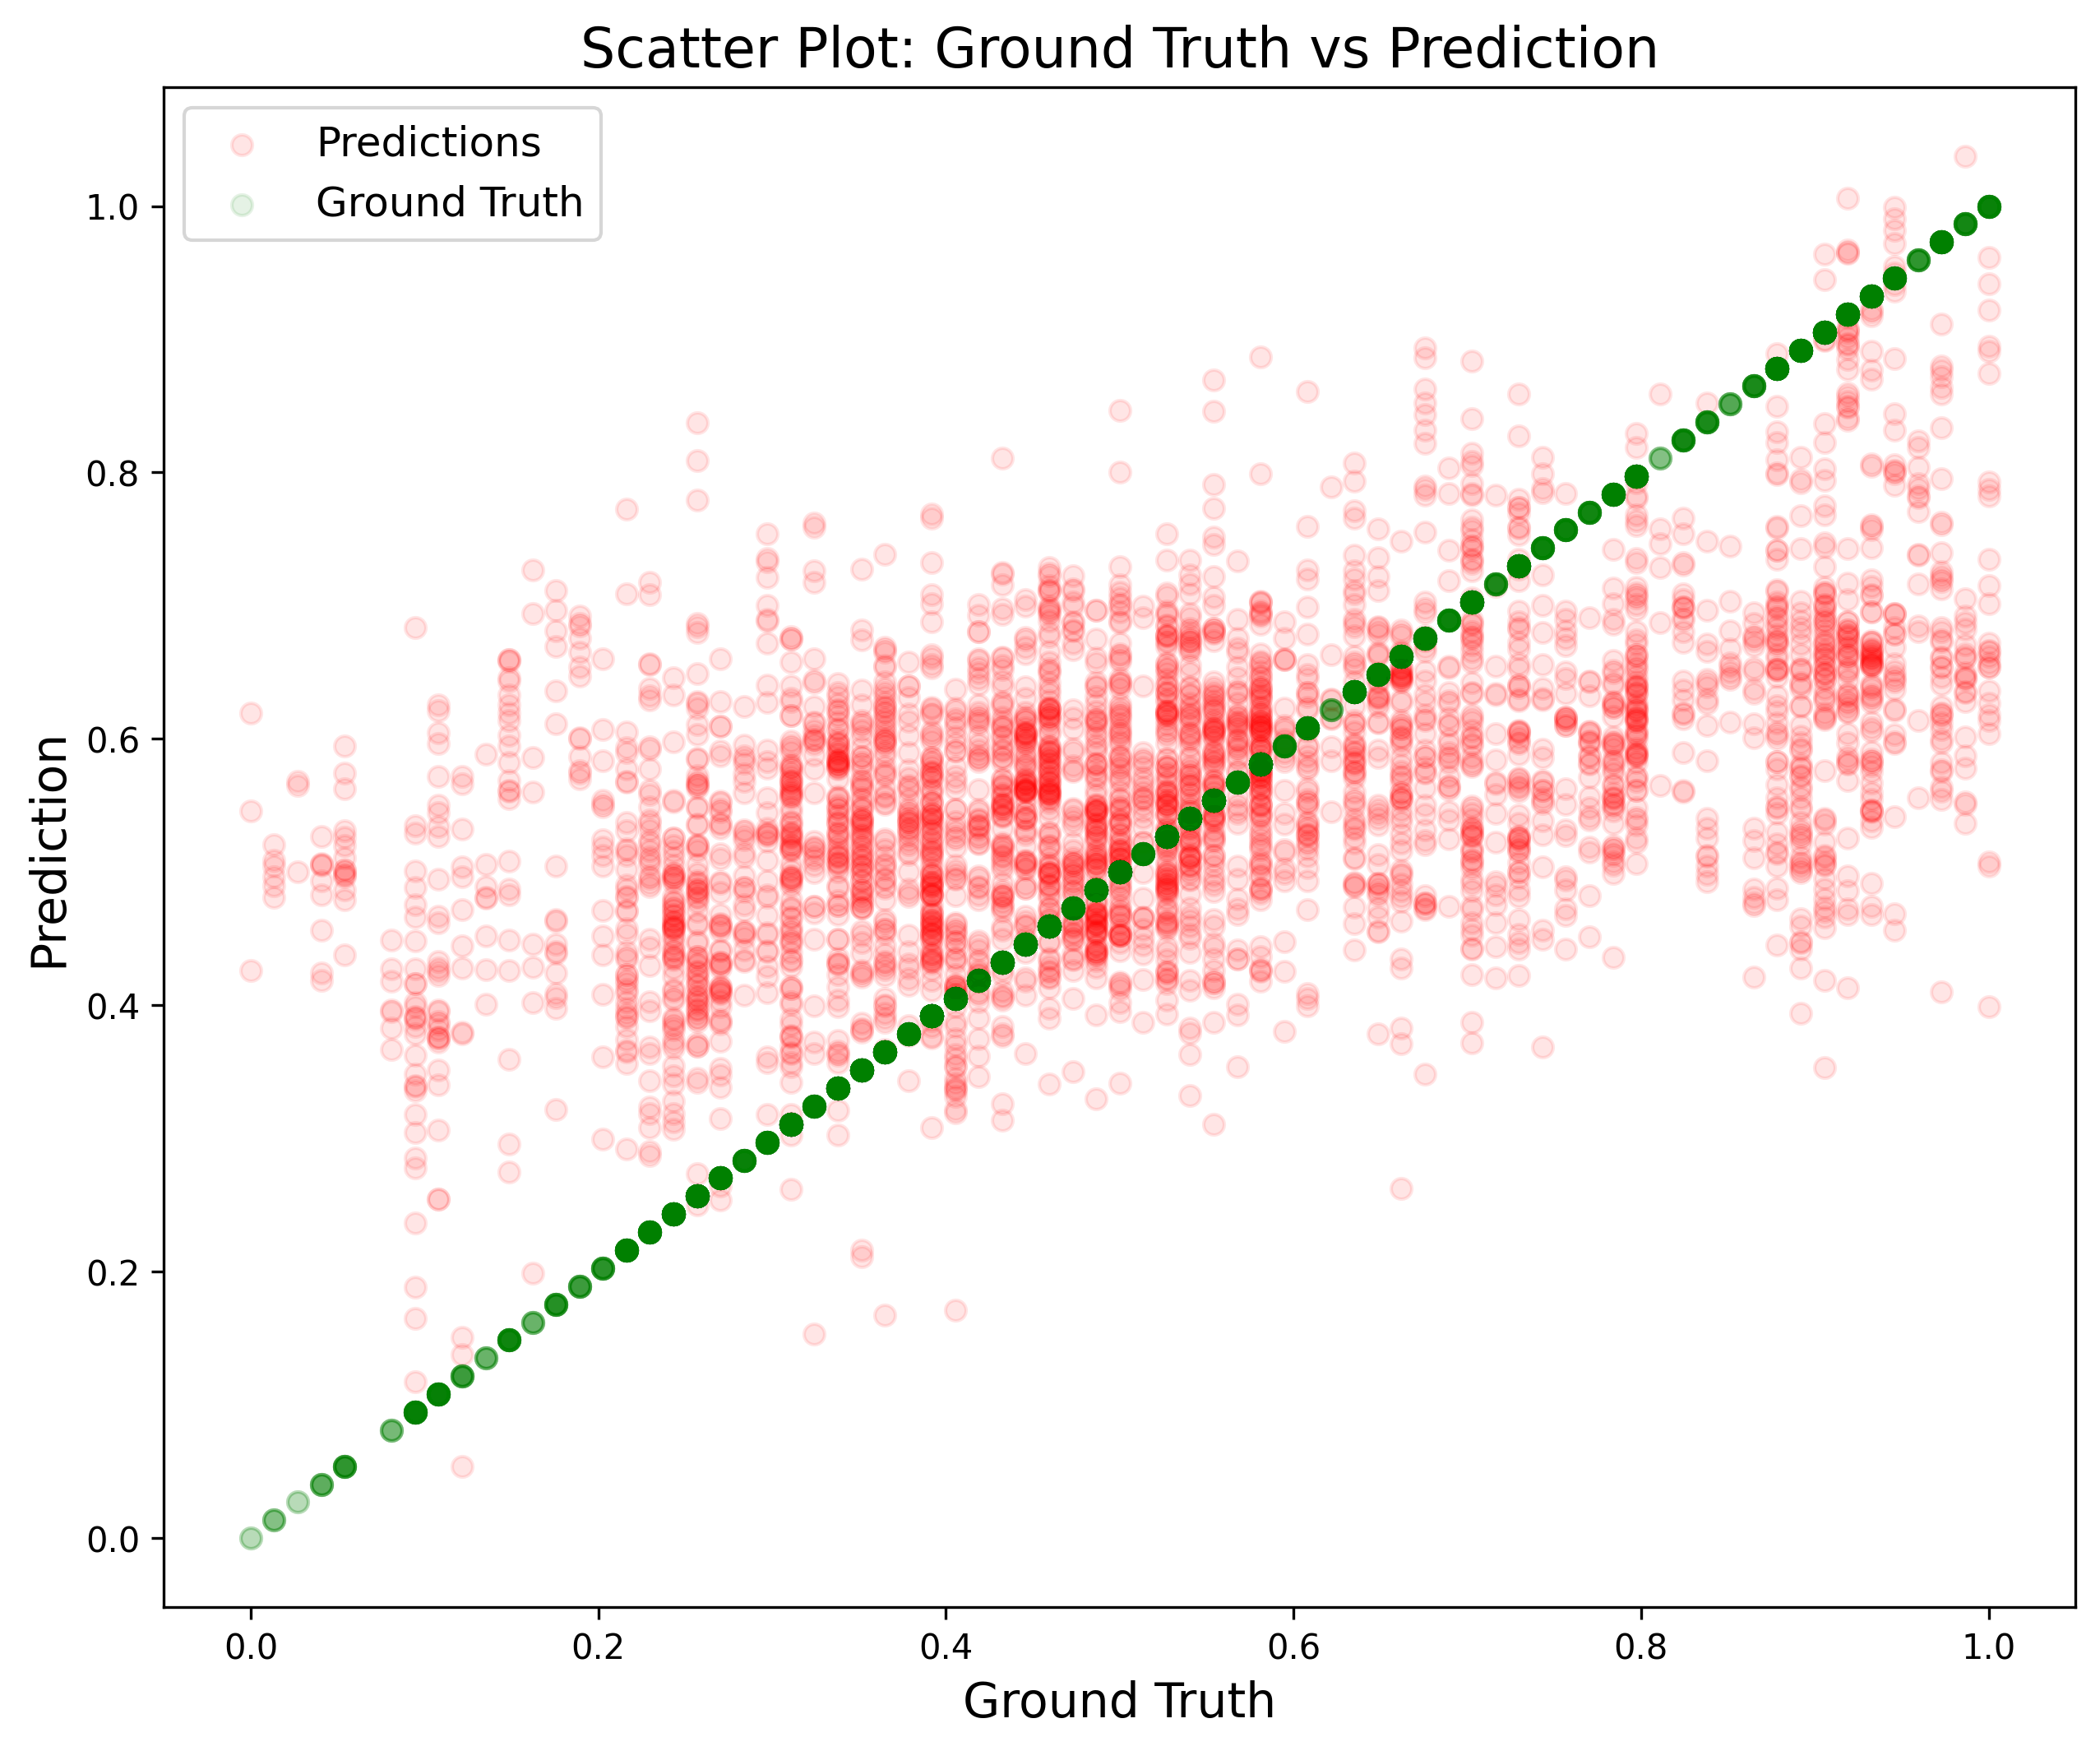 Scatter Plot: Ground Truth vs Prediction
Predictions
Ground Truth
1.0
0.8
0.6
0.4
0.2
0.0
Prediction
0.0 0.2 0.4 0.6 0.8 1.0
Ground Truth